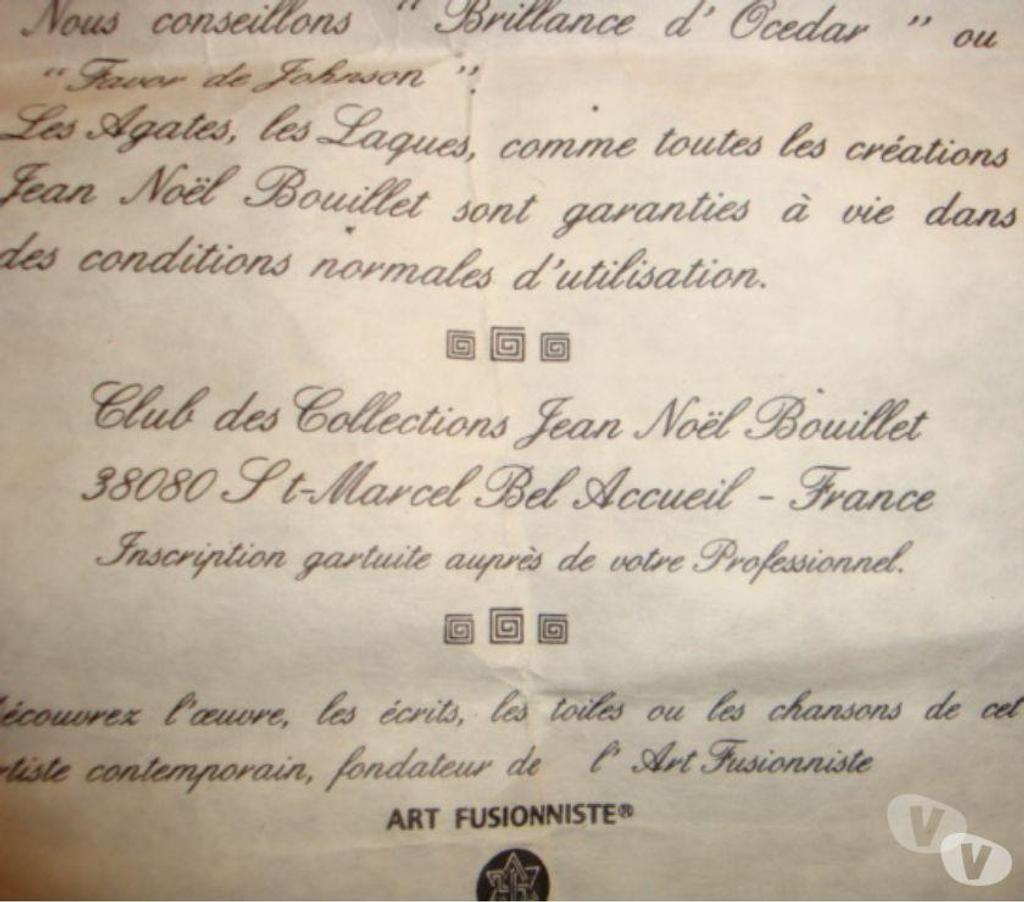 Nous conseillons “ Brillance d' Ocedar ” ou
“ Favor de Johnson ”.
Les Agates, les Laques, comme toutes les créations
Jean Noël Bouillet sont garanties à vie dans
des conditions normales d'utilisation.
Club des Collections Jean Noël Bouillet
38080 S t-Marcel Bel Accueil - France
Inscription gartuite auprès de votre Professionnel.
écouvrez l'œuvre, les écrits, les toiles ou les chansons de cet
rtiste contemporain, fondateur de l' Art Fusionniste
ART FUSIONNISTE®
VV